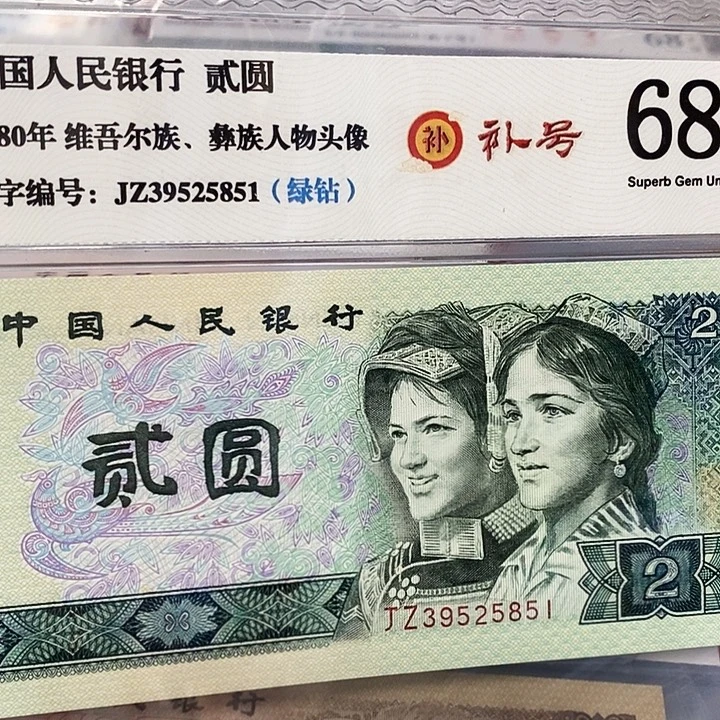 国人民银行 贰圆
80年 维吾尔族、彝族人物头像
补
补号
68
Superb Gem Un
字编号：JZ39525851（绿钻）
中国人民银行
2
贰圆
2
JZ39525851
银行